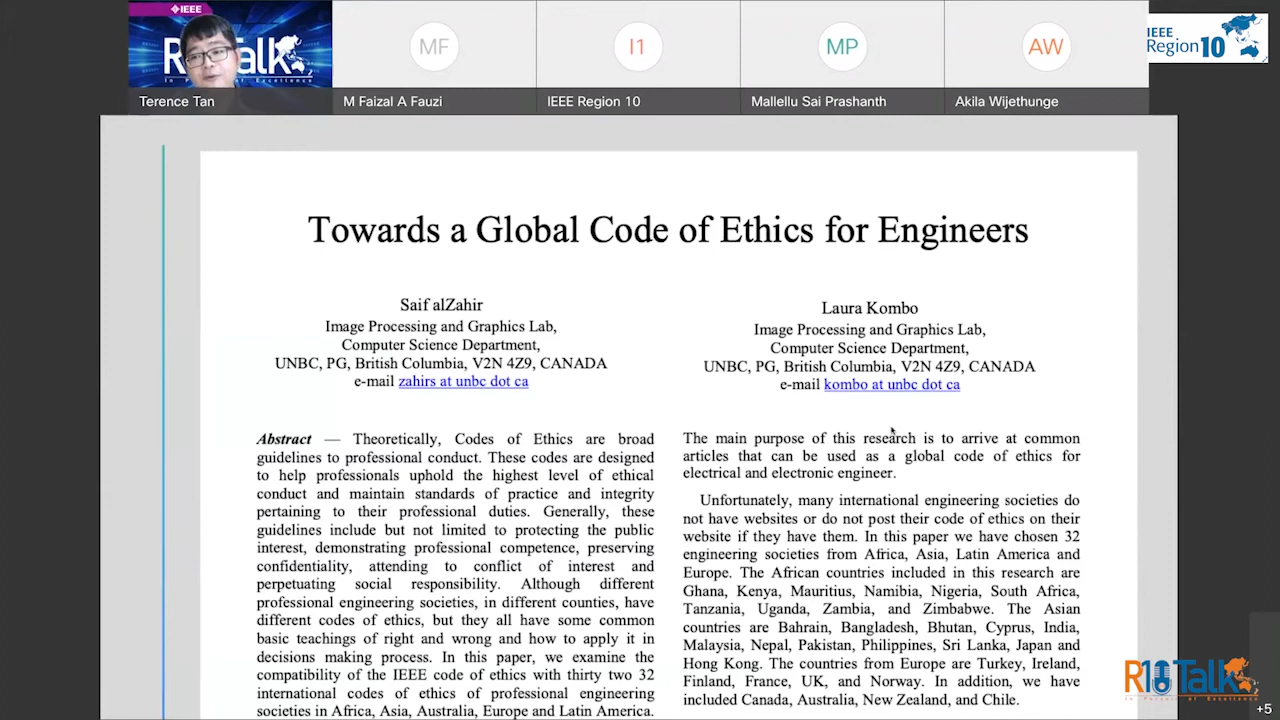 IEEE
R10 Talk
In Pursuit of Excellence
MF
I1
MP
AW
IEEE
Region 10
Terence Tan
M Faizal A Fauzi
IEEE Region 10
Mallellu Sai Prashanth
Akila Wijethunge
Towards a Global Code of Ethics for Engineers
Saif alZahir
Image Processing and Graphics Lab,
Computer Science Department,
UNBC, PG, British Columbia, V2N 4Z9, CANADA
e-mail zahirs at unbc dot ca
Laura Kombo
Image Processing and Graphics Lab,
Computer Science Department,
UNBC, PG, British Columbia, V2N 4Z9, CANADA
e-mail kombo at unbc dot ca
Abstract — Theoretically, Codes of Ethics are broad
guidelines to professional conduct. These codes are designed
to help professionals uphold the highest level of ethical
conduct and maintain standards of practice and integrity
pertaining to their professional duties. Generally, these
guidelines include but not limited to protecting the public
interest, demonstrating professional competence, preserving
confidentiality, attending to conflict of interest and
perpetuating social responsibility. Although different
professional engineering societies, in different counties, have
different codes of ethics, but they all have some common
basic teachings of right and wrong and how to apply it in
decisions making process. In this paper, we examine the
compatibility of the IEEE code of ethics with thirty two 32
international codes of ethics of professional engineering
societies in Africa, Asia, Australia, Europe and Latin America.
The main purpose of this research is to arrive at common
articles that can be used as a global code of ethics for
electrical and electronic engineer.
Unfortunately, many international engineering societies do
not have websites or do not post their code of ethics on their
website if they have them. In this paper we have chosen 32
engineering societies from Africa, Asia, Latin America and
Europe. The African countries included in this research are
Ghana, Kenya, Mauritius, Namibia, Nigeria, South Africa,
Tanzania, Uganda, Zambia, and Zimbabwe. The Asian
countries are Bahrain, Bangladesh, Bhutan, Cyprus, India,
Malaysia, Nepal, Pakistan, Philippines, Sri Lanka, Japan and
Hong Kong. The countries from Europe are Turkey, Ireland,
Finland, France, UK, and Norway. In addition, we have
included Canada, Australia, New Zealand, and Chile.
R10 Talk
In Pursuit of Excellence
+5